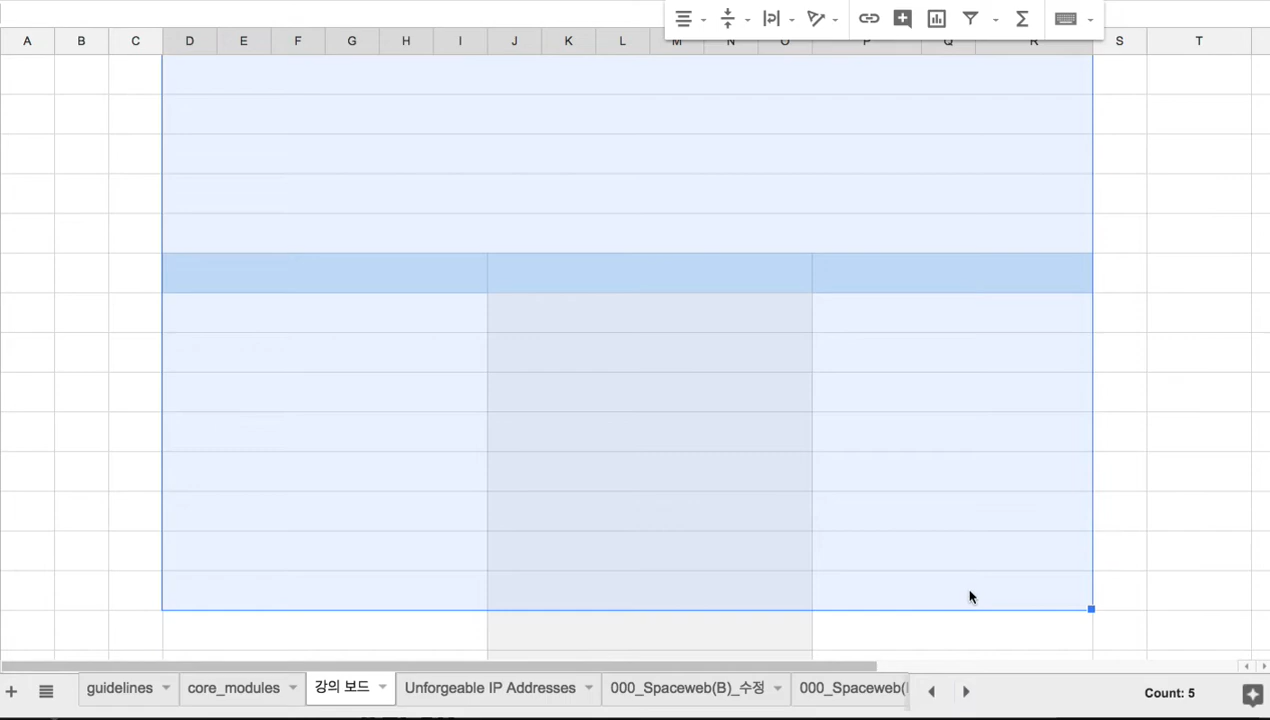 A B C D E F G H I J K L M N O P Q R S T
guidelines core_modules 강의 보드 Unforgeable IP Addresses 000_Spaceweb(B)_수정 000_Spaceweb( Count: 5